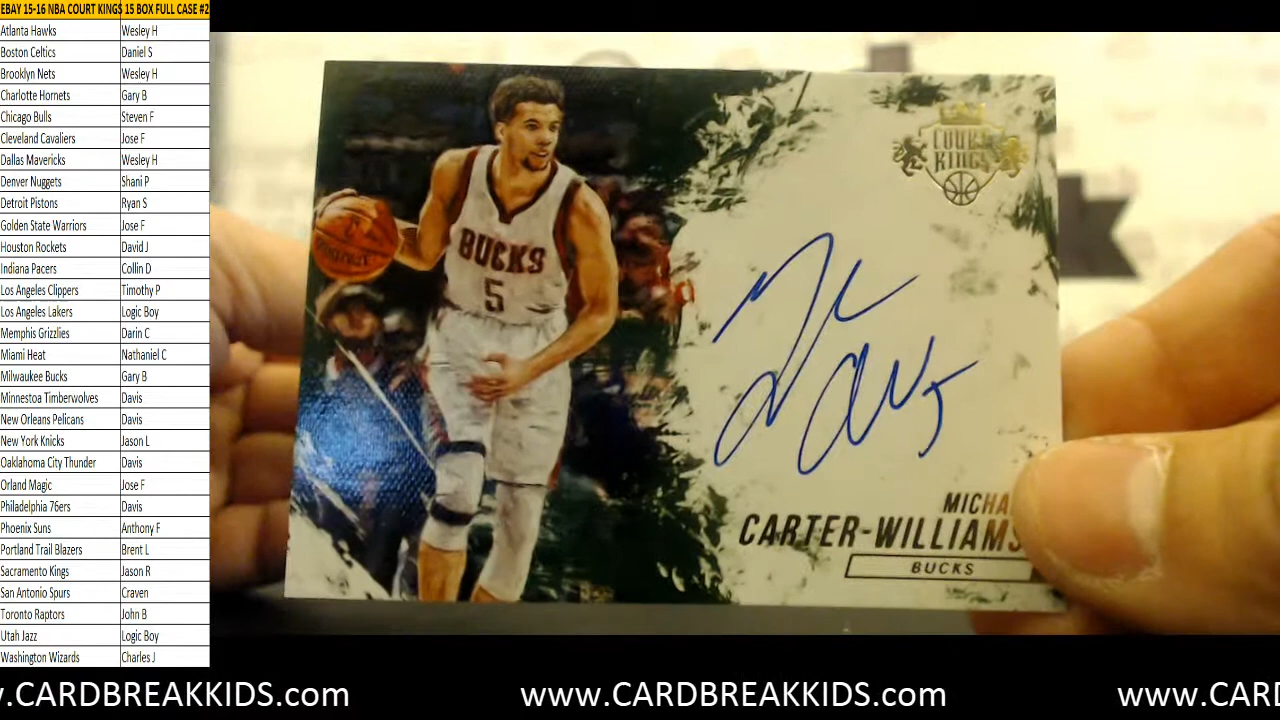 EBAY 15-16 NBA COURT KINGS 15 BOX FULL CASE #2
Atlanta Hawks Wesley H
Boston Celtics Daniel S
Brooklyn Nets Wesley H
Charlotte Hornets Gary B
Chicago Bulls Steven F
Cleveland Cavaliers Jose F
Dallas Mavericks Wesley H
Denver Nuggets Shani P
Detroit Pistons Ryan S
Golden State Warriors Jose F
Houston Rockets David J
Indiana Pacers Collin D
Los Angeles Clippers Timothy P
Los Angeles Lakers Logic Boy
Memphis Grizzlies Darin C
Miami Heat Nathaniel C
Milwaukee Bucks Gary B
Minnestoa Timberwolves Davis
New Orleans Pelicans Davis
New York Knicks Jason L
Oaklahoma City Thunder Davis
Orland Magic Jose F
Philadelphia 76ers Davis
Phoenix Suns Anthony F
Portland Trail Blazers Brent L
Sacramento Kings Jason R
San Antonio Spurs Craven
Toronto Raptors John B
Utah Jazz Logic Boy
Washington Wizards Charles J
COURT
KINGS
BUCKS
5
MICHA
CARTER-WILLIAMS
BUCKS
.CARDBREAKKIDS.com www.CARDBREAKKIDS.com www.CARD